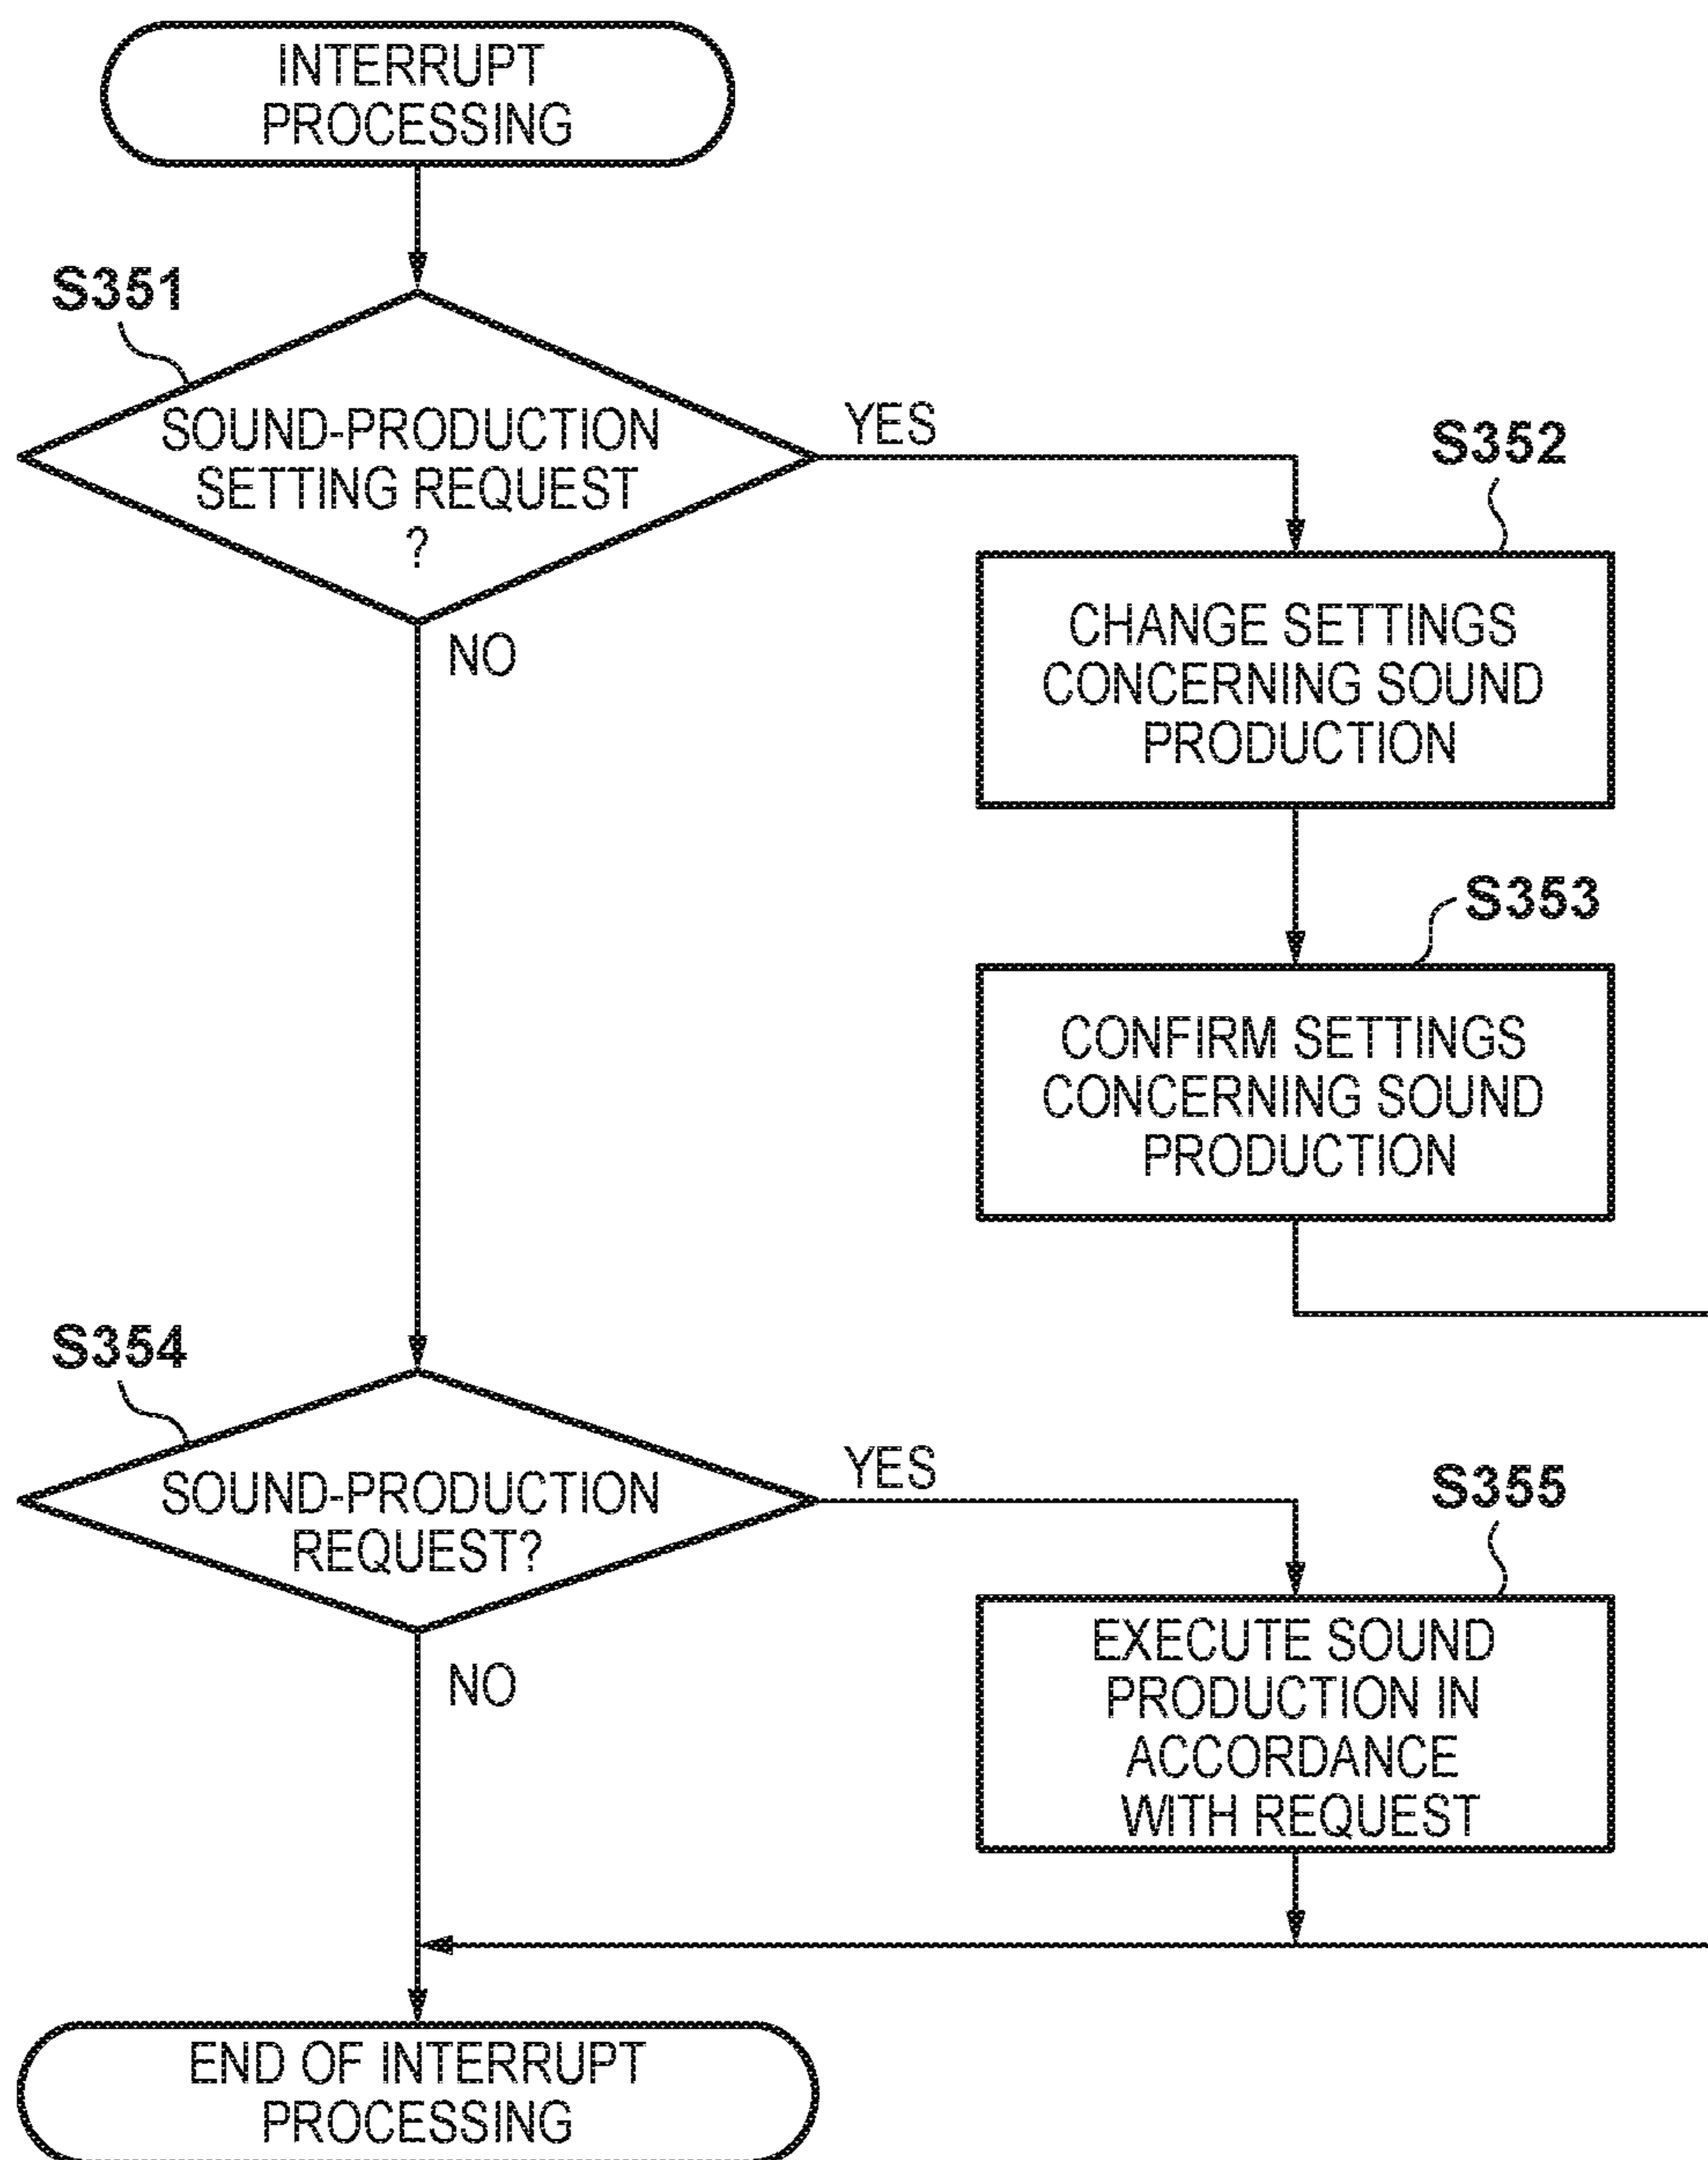 INTERRUPT
PROCESSING
S351
SOUND-PRODUCTION
SETTING REQUEST
?
YES
NO
S352
CHANGE SETTINGS
CONCERNING SOUND
PRODUCTION
S353
CONFIRM SETTINGS
CONCERNING SOUND
PRODUCTION
S354
SOUND-PRODUCTION
REQUEST?
YES
NO
S355
EXECUTE SOUND
PRODUCTION IN
ACCORDANCE
WITH REQUEST
END OF INTERRUPT
PROCESSING